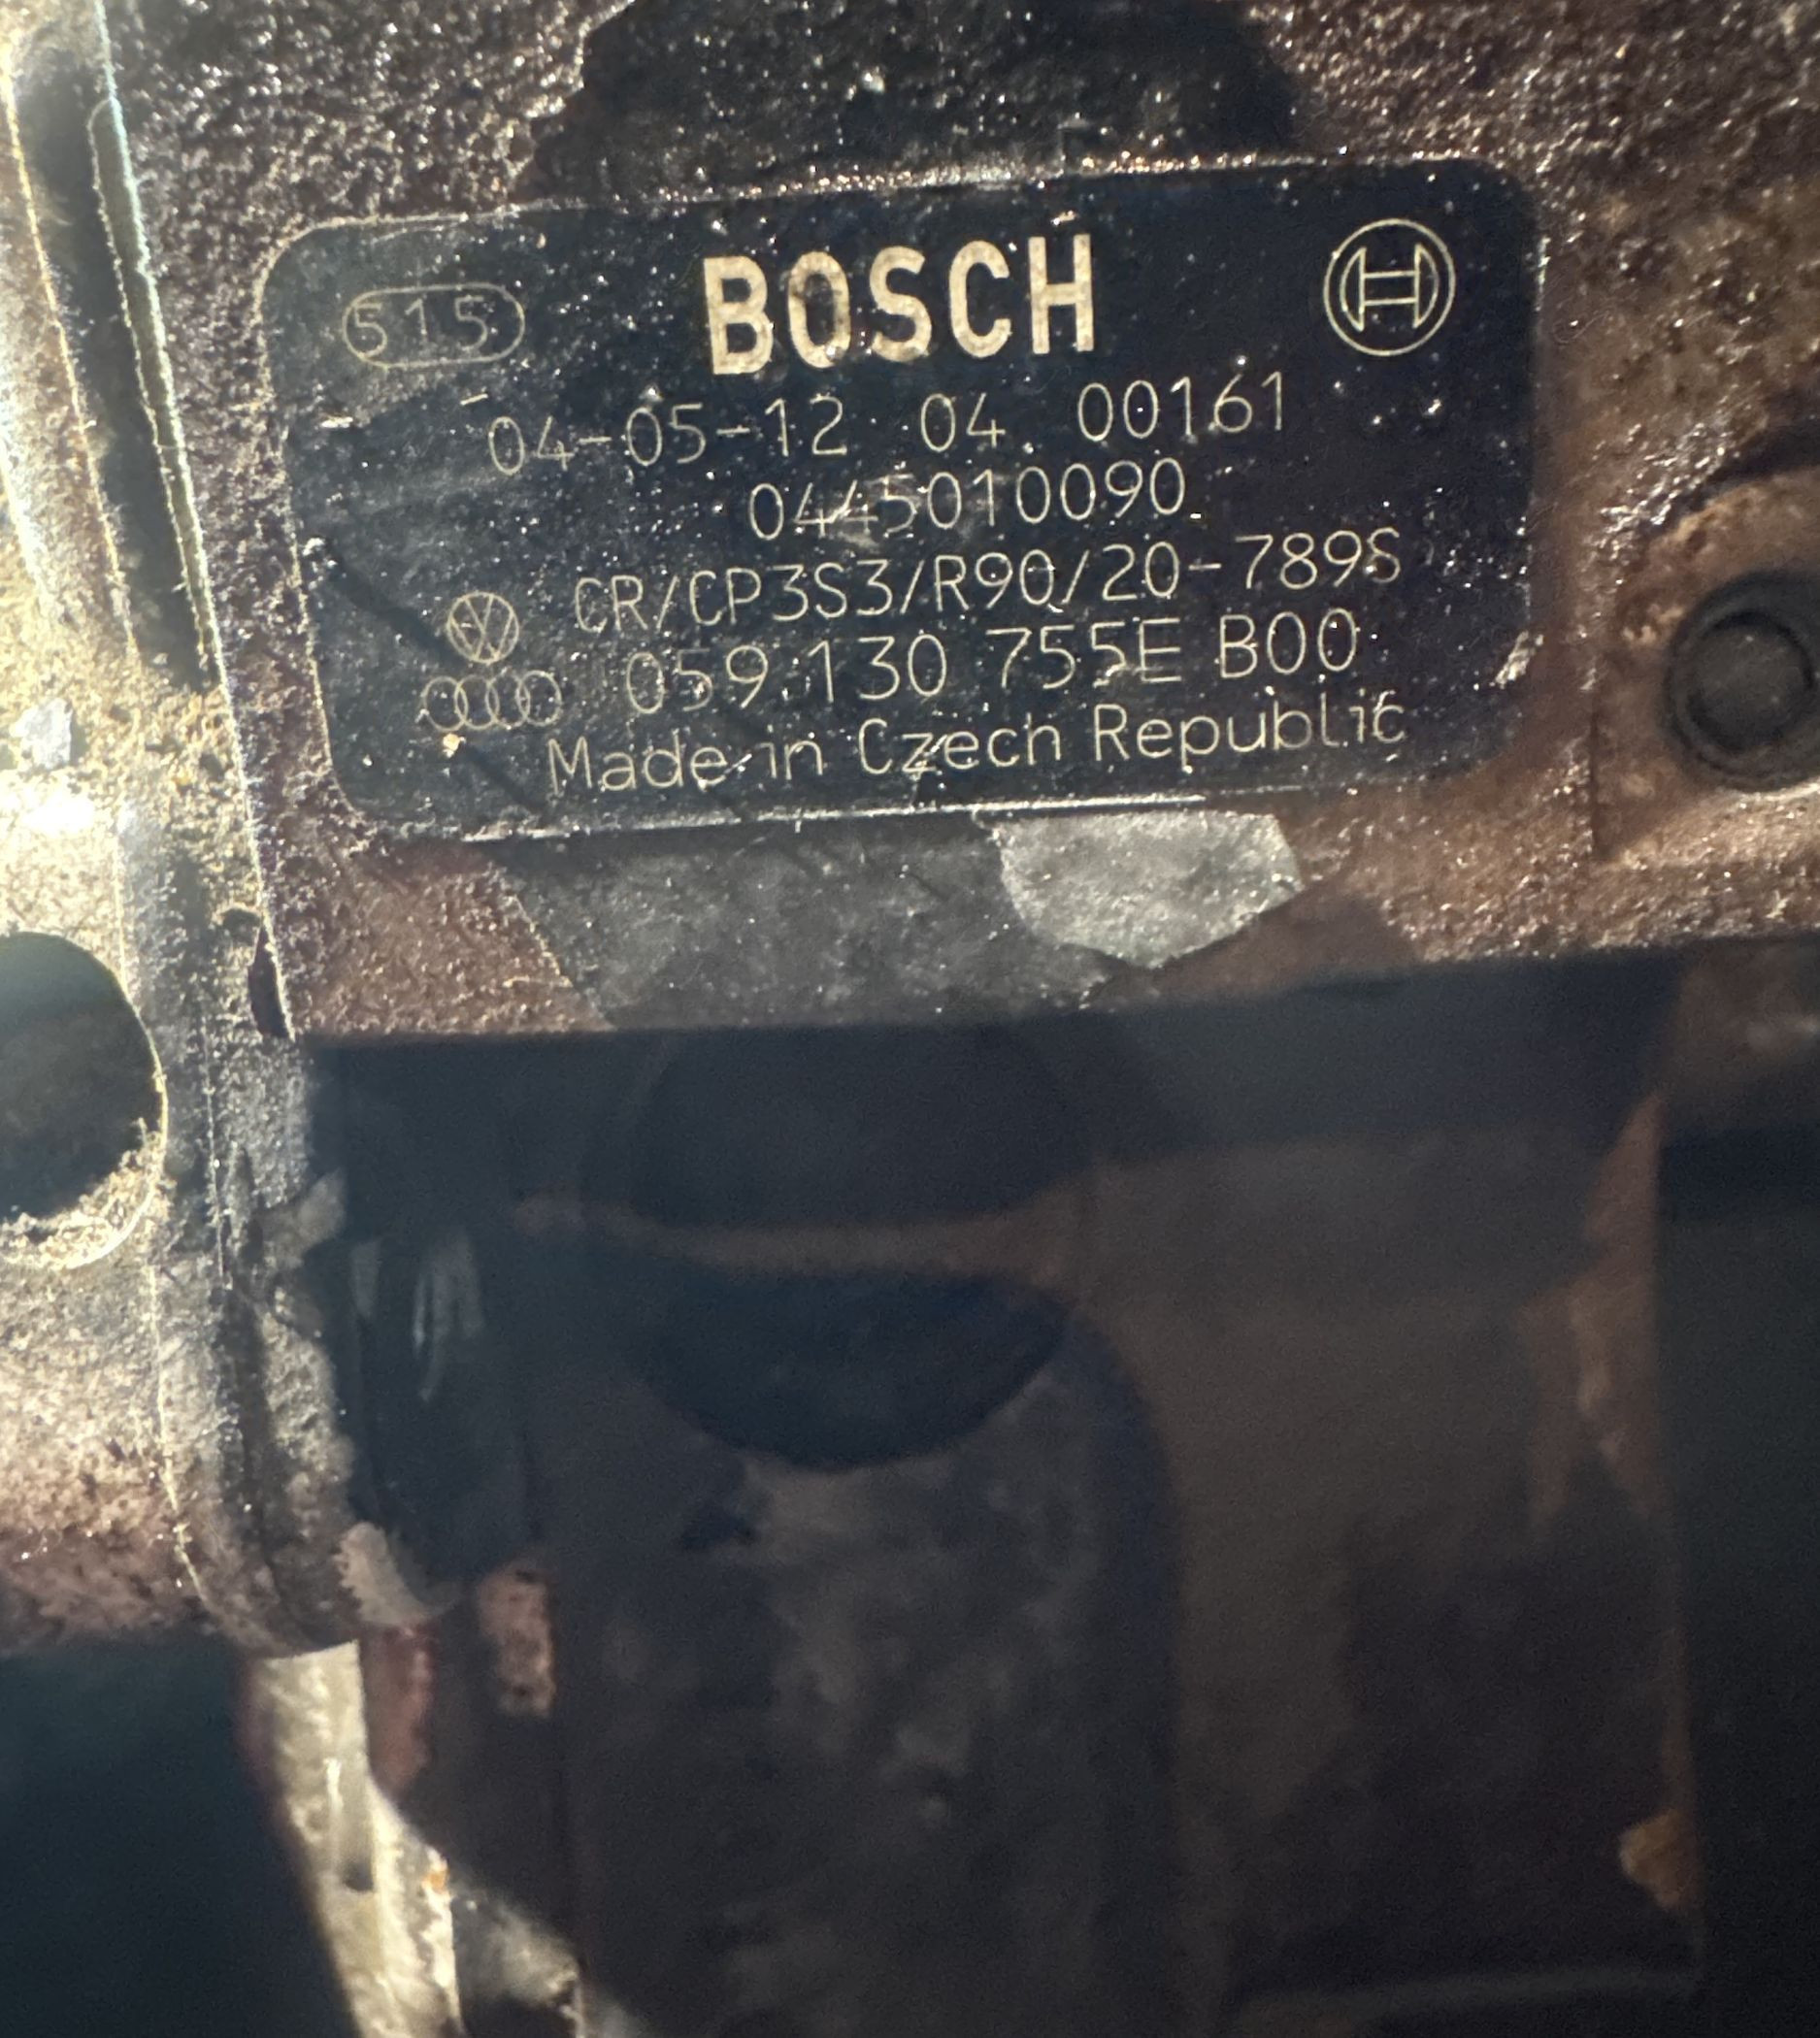 515
BOSCH
04-05-12 04 00161
0445010090
CR/CP3S3/R90/20-789S
059 130 755E B00
Made in Czech Republic